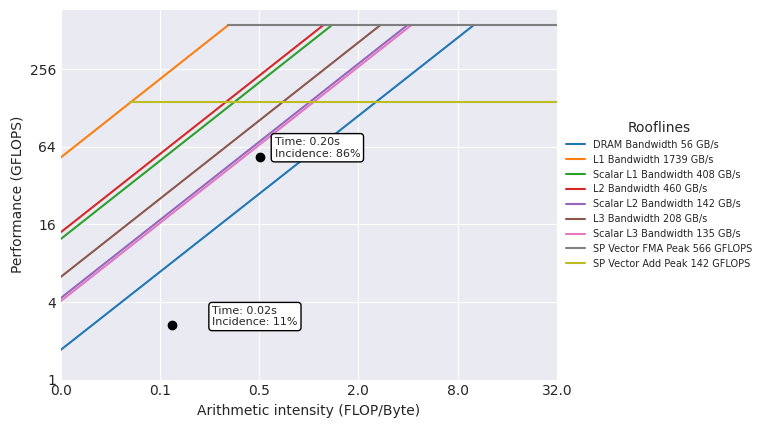 256
64
16
4
1
Performance (GFLOPS)
Time: 0.20s
Incidence: 86%
Time: 0.02s
Incidence: 11%
0.0 0.1 0.5 2.0 8.0 32.0
Arithmetic intensity (FLOP/Byte)
Rooflines
DRAM Bandwidth 56 GB/s
L1 Bandwidth 1739 GB/s
Scalar L1 Bandwidth 408 GB/s
L2 Bandwidth 460 GB/s
Scalar L2 Bandwidth 142 GB/s
L3 Bandwidth 208 GB/s
Scalar L3 Bandwidth 135 GB/s
SP Vector FMA Peak 566 GFLOPS
SP Vector Add Peak 142 GFLOPS